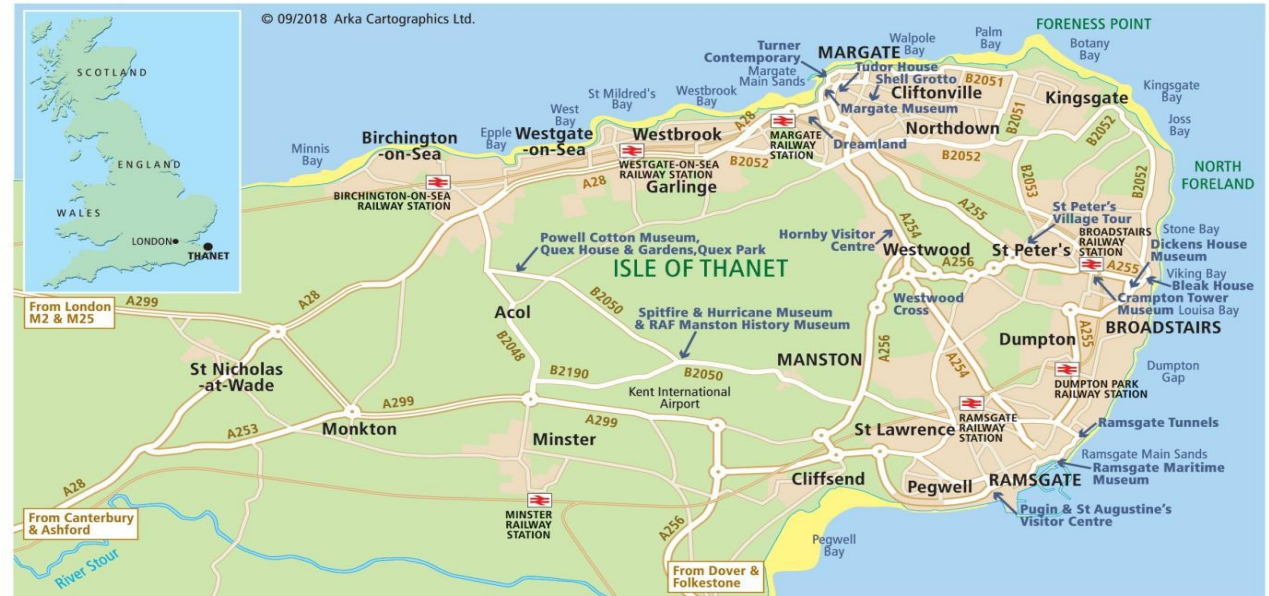 © 09/2018 Arka Cartographics Ltd.
SCOTLAND
ENGLAND
WALES
LONDON
THANET
FORENESS POINT
Turner
Contemporary
MARGATE
Walpole
Bay
Palm
Bay
Botany
Bay
Margate
Main Sands
Tudor House
Shell Grotto
B2051
Cliftonville
Kingsgate
Kingsgate
Bay
St Mildred's
Bay
Westbrook
Bay
Margate Museum
B2051
West
Bay
Joss
Bay
Birchington
-on-Sea
Epple
Bay
Westgate
-on-Sea
Westbrook
A28
MARGATE
RAILWAY
STATION
Northdown
B2052
Minnis
Bay
Dreamland
B2052
B2052
WESTGATE-ON-SEA
RAILWAY STATION
Garlinge
A28
BIRCHINGTON-ON-SEA
RAILWAY STATION
NORTH
FORELAND
B2053
B2052
A255
St Peter's
Village Tour
A254
Hornby Visitor
Centre
Powell Cotton Museum,
Quex House & Gardens,Quex Park
ISLE OF THANET
Westwood
St Peter's
BROADSTAIRS
RAILWAY
STATION
Stone Bay
Dickens House
Museum
A256
A255
Viking Bay
Bleak House
From London
M2 & M25
A299
A28
B2050
Westwood
Cross
Crampton Tower
Museum
Louisa Bay
Acol
Spitfire & Hurricane Museum
& RAF Manston History Museum
BROADSTAIRS
B2048
Dumpton
A255
A256
MANSTON
A254
St Nicholas
-at-Wade
B2190
B2050
Dumpton
Gap
DUMPTON PARK
RAILWAY STATION
Kent International
Airport
A299
A299
RAMSGATE
RAILWAY
STATION
Monkton
A253
Minster
St Lawrence
Ramsgate Tunnels
Ramsgate Main Sands
Ramsgate Maritime
Museum
Cliffsend
Pegwell
RAMSGATE
A28
MINSTER
RAILWAY
STATION
From Canterbury
& Ashford
Pugin & St Augustine's
Visitor Centre
A256
Pegwell
Bay
River Stour
From Dover &
Folkestone